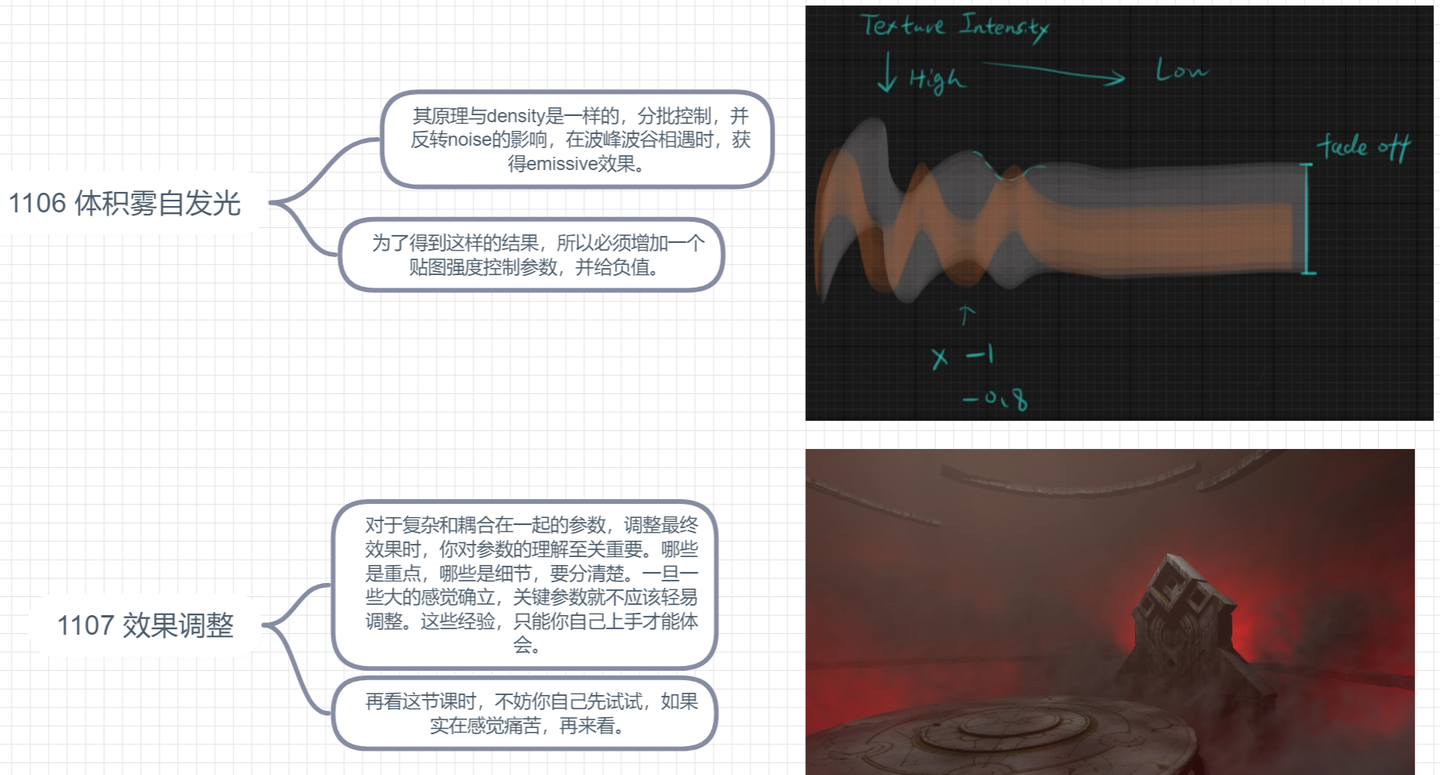 1106 体积雾自发光
其原理与density是一样的，分批控制，并
反转noise的影响，在波峰波谷相遇时，获
得emissive效果。
为了得到这样的结果，所以必须增加一个
贴图强度控制参数，并给负值。
Texture Intensity
High
Low
fade off
x -1
-0.8
1107 效果调整
对于复杂和耦合在一起的参数，调整最终
效果时，你对参数的理解至关重要。哪些
是重点，哪些是细节，要分清楚。一旦一
些大的感觉确立，关键参数就不应该轻易
调整。这些经验，只能你自己上手才能体
会。
再看这节课时，不妨你自己先试试，如果
实在感觉痛苦，再来看。